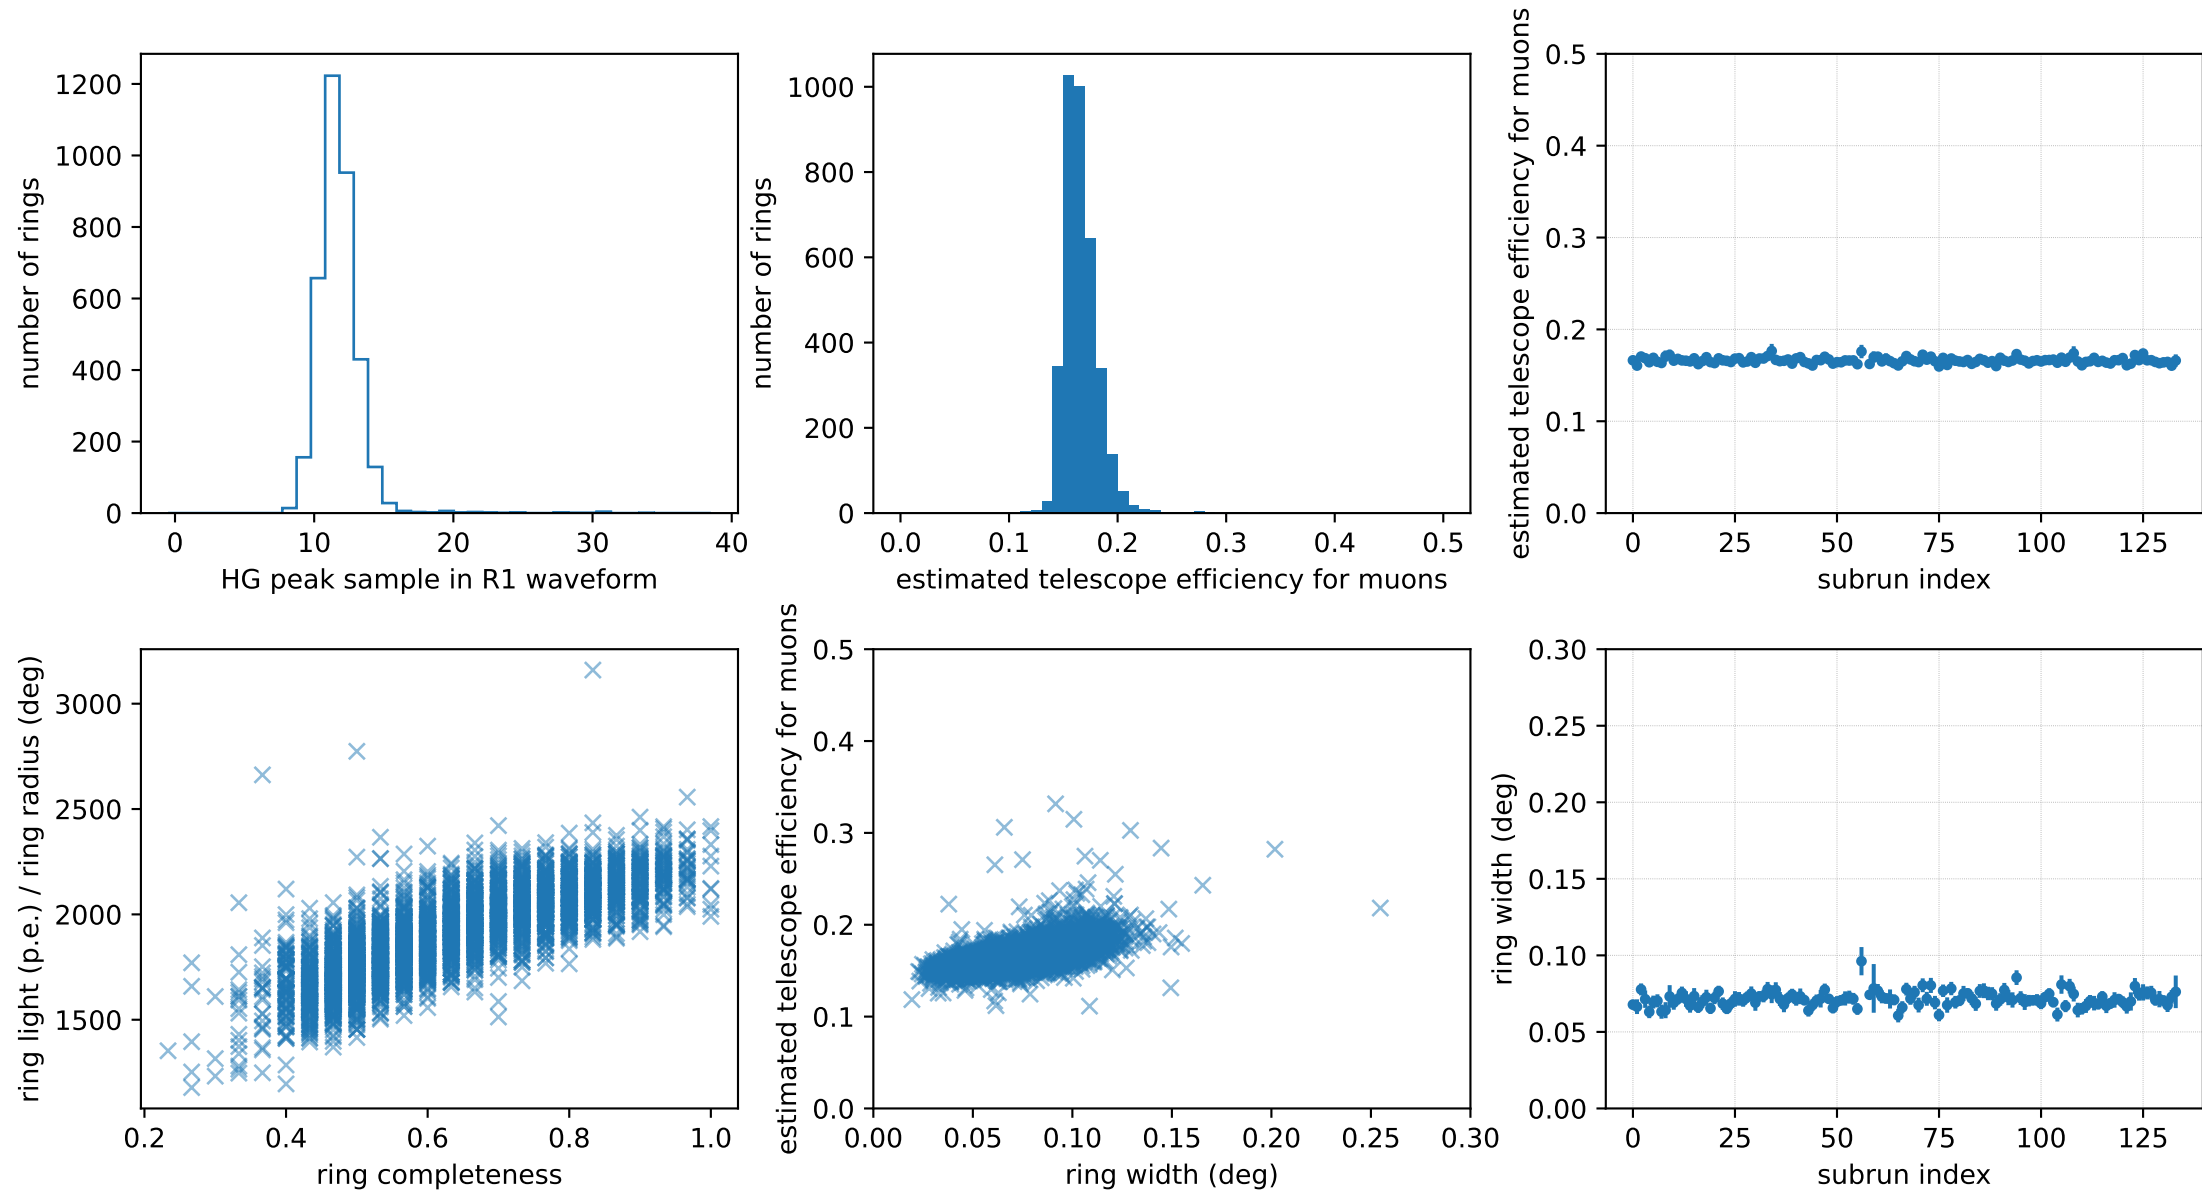 number of rings
1200
1000
800
600
400
200
0
0 10 20 30 40
HG peak sample in R1 waveform
number of rings
1000
800
600
400
200
0
0.0 0.1 0.2 0.3 0.4 0.5
estimated telescope efficiency for muons
estimated telescope efficiency for muons
0.5
0.4
0.3
0.2
0.1
0.0
0 25 50 75 100 125
subrun index
ring light (p.e.) / ring radius (deg)
3000
2500
2000
1500
0.2 0.4 0.6 0.8 1.0
ring completeness
estimated telescope efficiency for muons
0.5
0.4
0.3
0.2
0.1
0.0
0.00 0.05 0.10 0.15 0.20 0.25 0.30
ring width (deg)
ring width (deg)
0.30
0.25
0.20
0.15
0.10
0.05
0.00
0 25 50 75 100 125
subrun index